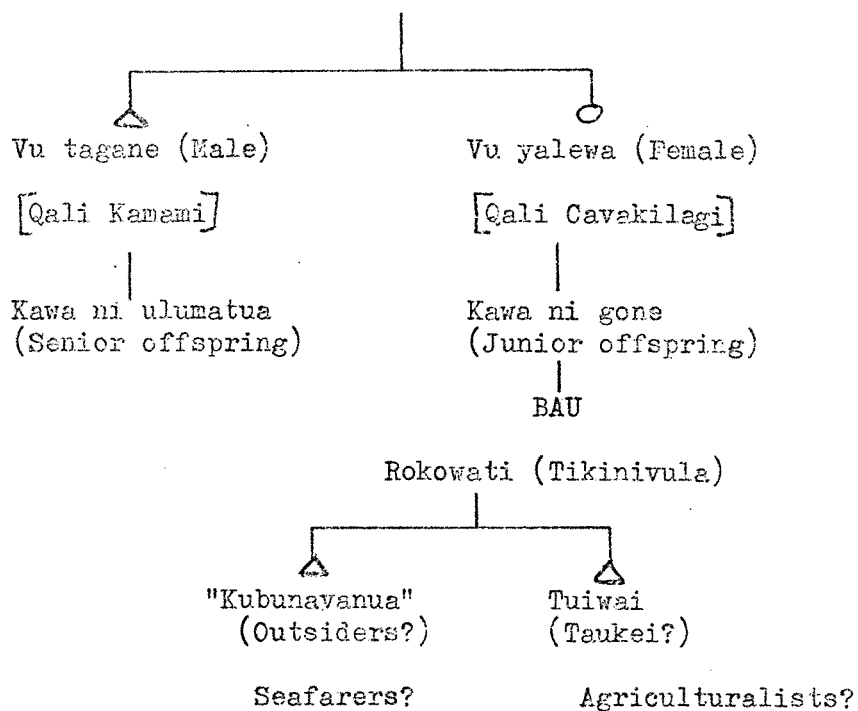 Vu tagane (Male)
Vu yalewa (Female)
[Qali Kamami]
[Qali Cavakilagi]
Kawa ni ulumatua
(Senior offspring)
Kawa ni gone
(Junior offspring)
BAU
Rokowati (Tikinivula)
"Kubunavanua"
(Outsiders?)
Tuiwai
(Taukei?)
Seafarers?
Agriculturalists?